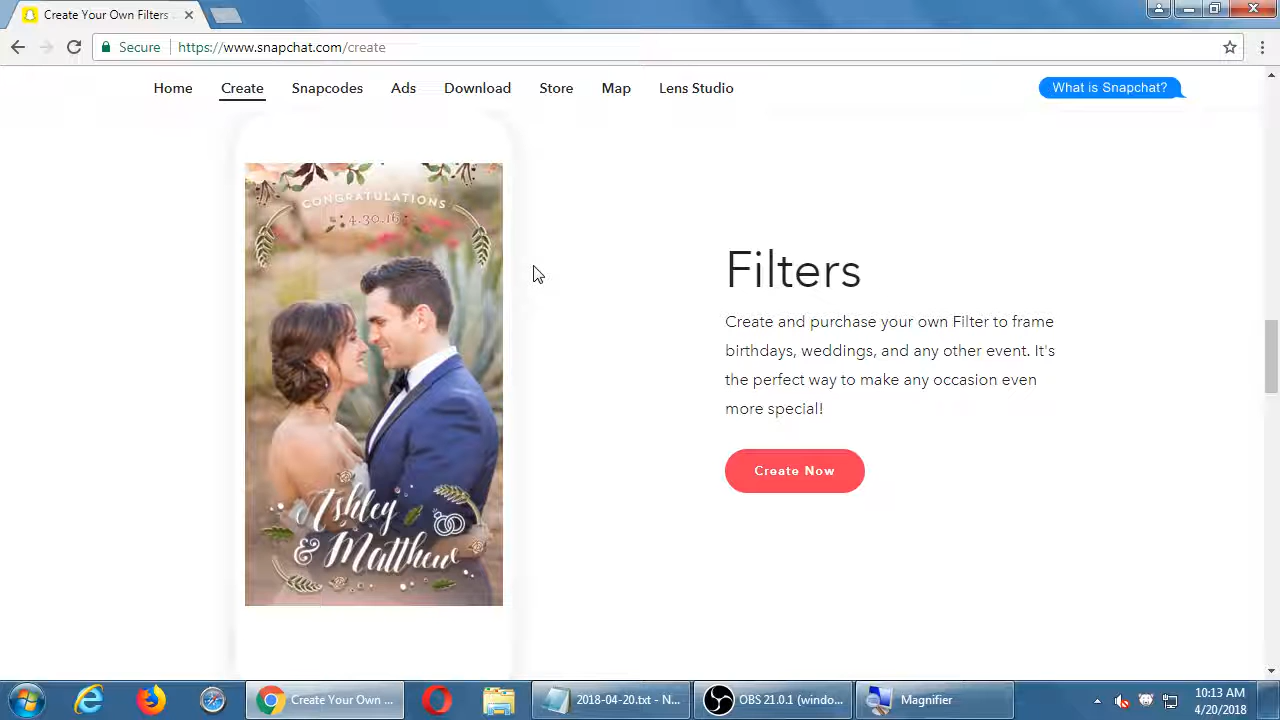 Create Your Own Filters
Secure
https://www.snapchat.com/create
Home Create Snapcodes Ads Download Store Map Lens Studio What is Snapchat?
CONGRATULATIONS
4.30.16
Ashley
& Matthew
Filters
Create and purchase your own Filter to frame
birthdays, weddings, and any other event. It's
the perfect way to make any occasion even
more special!
Create Now
Create Your Own ...
2018-04-20.txt - N...
OBS 21.0.1 (windo...
Magnifier
10:13 AM
4/20/2018